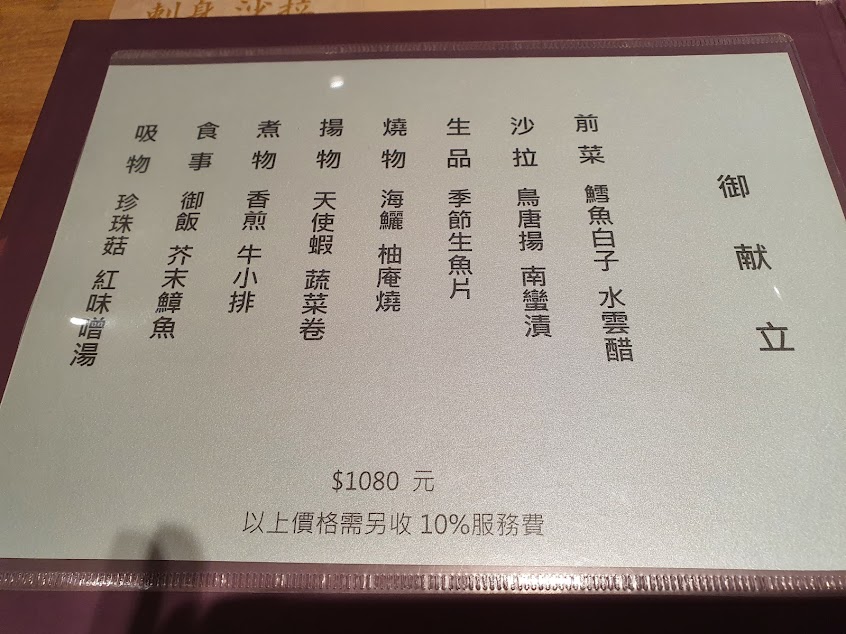 刺身 沙拉
御献立
前菜 鱈魚白子 水雲醋
沙拉 鳥唐揚 南蠻漬
生品 季節生魚片
燒物 海鱺 柚庵燒
揚物 天使蝦 蔬菜卷
煮物 香煎 牛小排
食事 御飯 芥末鱆魚
吸物 珍珠菇 紅味噌湯
$1080 元
以上價格需另收 10%服務費